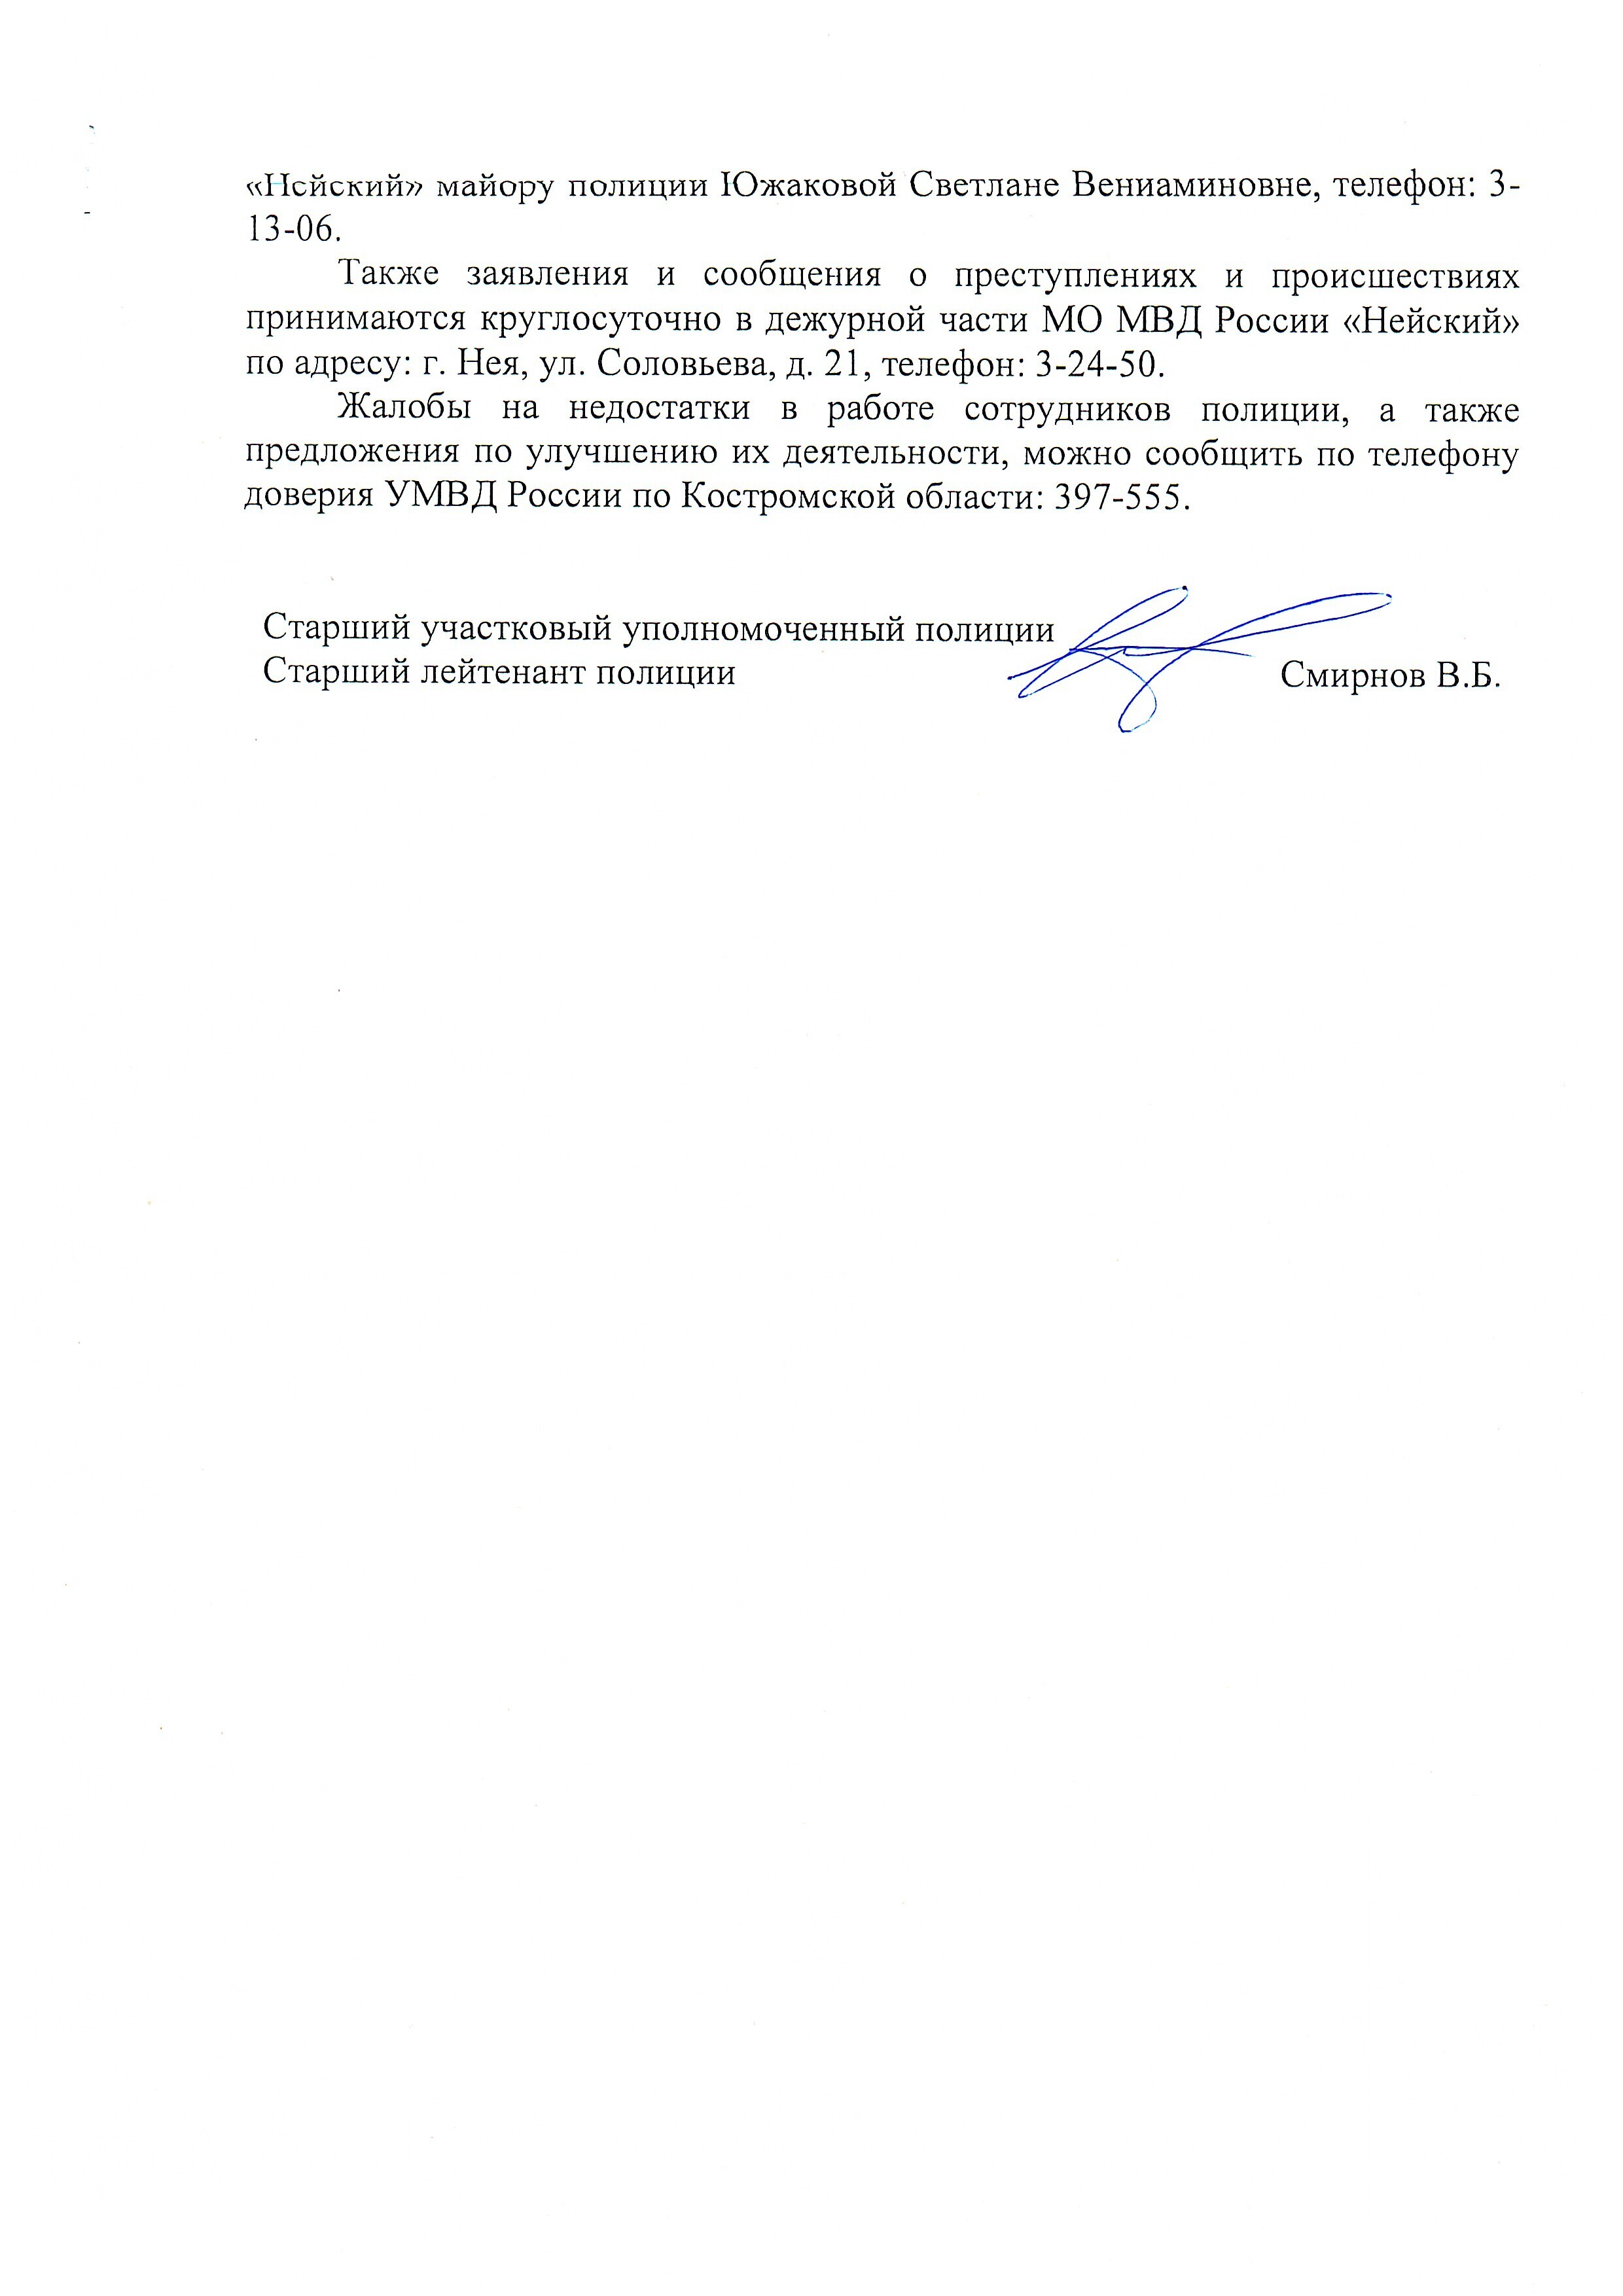 «Нейский» майору полиции Южаковой Светлане Вениаминовне, телефон: 3-
13-06.
Также заявления и сообщения о преступлениях и происшествиях
принимаются круглосуточно в дежурной части МО МВД России «Нейский»
по адресу: г. Нея, ул. Соловьева, д. 21, телефон: 3-24-50.
Жалобы на недостатки в работе сотрудников полиции, а также
предложения по улучшению их деятельности, можно сообщить по телефону
доверия УМВД России по Костромской области: 397-555.
Старший участковый уполномоченный полиции
Старший лейтенант полиции Смирнов В.Б.